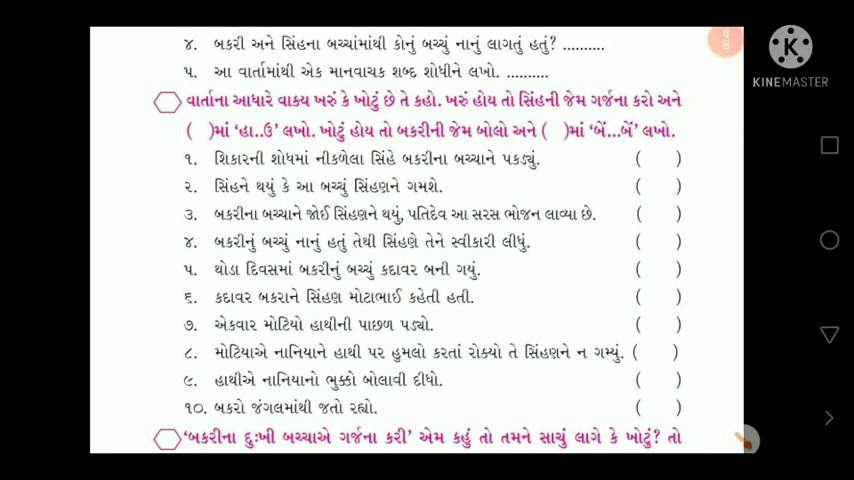 00:46
૪. બકરી અને સિંહના બચ્ચાંમાંથી કોનું બચ્ચું નાનું લાગતું હતું? ..........
૫. આ વાર્તામાંથી એક માનવાચક શબ્દ શોધીને લખો. ..........
વાર્તાના આધારે વાક્ય ખરું કે ખોટું છે તે કહો. ખરું હોય તો સિંહની જેમ ગર્જના કરો અને
( )માં ‘હા..ઉ’ લખો. ખોટું હોય તો બકરીની જેમ બોલો અને ( )માં ‘બેં...બેં’ લખો.
૧. શિકારની શોધમાં નીકળેલા સિંહે બકરીના બચ્ચાને પકડ્યું. ( )
૨. સિંહને થયું કે આ બચ્ચું સિંહણને ગમશે. ( )
૩. બકરીના બચ્ચાને જોઈ સિંહણને થયું, પતિદેવ આ સરસ ભોજન લાવ્યા છે. ( )
૪. બકરીનું બચ્ચું નાનું હતું તેથી સિંહણે તેને સ્વીકારી લીધું. ( )
૫. થોડા દિવસમાં બકરીનું બચ્ચું કદાવર બની ગયું. ( )
૬. કદાવર બકરાને સિંહણ મોટાભાઈ કહેતી હતી. ( )
૭. એકવાર મોટિયો હાથીની પાછળ પડ્યો. ( )
૮. મોટિયાએ નાનિયાને હાથી પર હુમલો કરતાં રોક્યો તે સિંહણને ન ગમ્યું. ( )
૯. હાથીએ નાનિયાનો ભુક્કો બોલાવી દીધો. ( )
૧૦. બકરો જંગલમાંથી જતો રહ્યો. ( )
‘બકરીના દુઃખી બચ્ચાએ ગર્જના કરી’ એમ કહું તો તમને સાચું લાગે કે ખોટું? તો
K
KINEMASTER